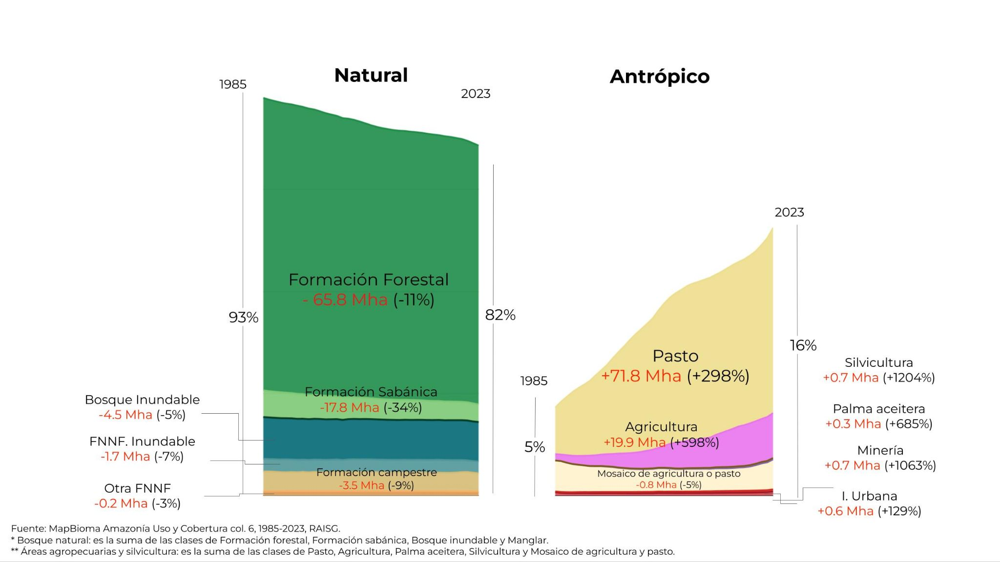 Natural
Antrópico
1985
2023
Formación Forestal
- 65.8 Mha (-11%)
93%
82%
Formación Sabánica
-17.8 Mha (-34%)
Bosque Inundable
-4.5 Mha (-5%)
FNNF. Inundable
-1.7 Mha (-7%)
Formación campestre
-3.5 Mha (-9%)
Otra FNNF
-0.2 Mha (-3%)
2023
16%
Pasto
+71.8 Mha (+298%)
1985
5%
Agricultura
+19.9 Mha (+598%)
Mosaico de agricultura o pasto
-0.8 Mha (-5%)
Silvicultura
+0.7 Mha (+1204%)
Palma aceitera
+0.3 Mha (+685%)
Minería
+0.7 Mha (+1063%)
I. Urbana
+0.6 Mha (+129%)
Fuente: MapBioma Amazonía Uso y Cobertura col. 6, 1985-2023, RAISG.
* Bosque natural: es la suma de las clases de Formación forestal, Formación sabánica, Bosque inundable y Manglar.
** Áreas agropecuarias y silvicultura: es la suma de las clases de Pasto, Agricultura, Palma aceitera, Silvicultura y Mosaico de agricultura y pasto.